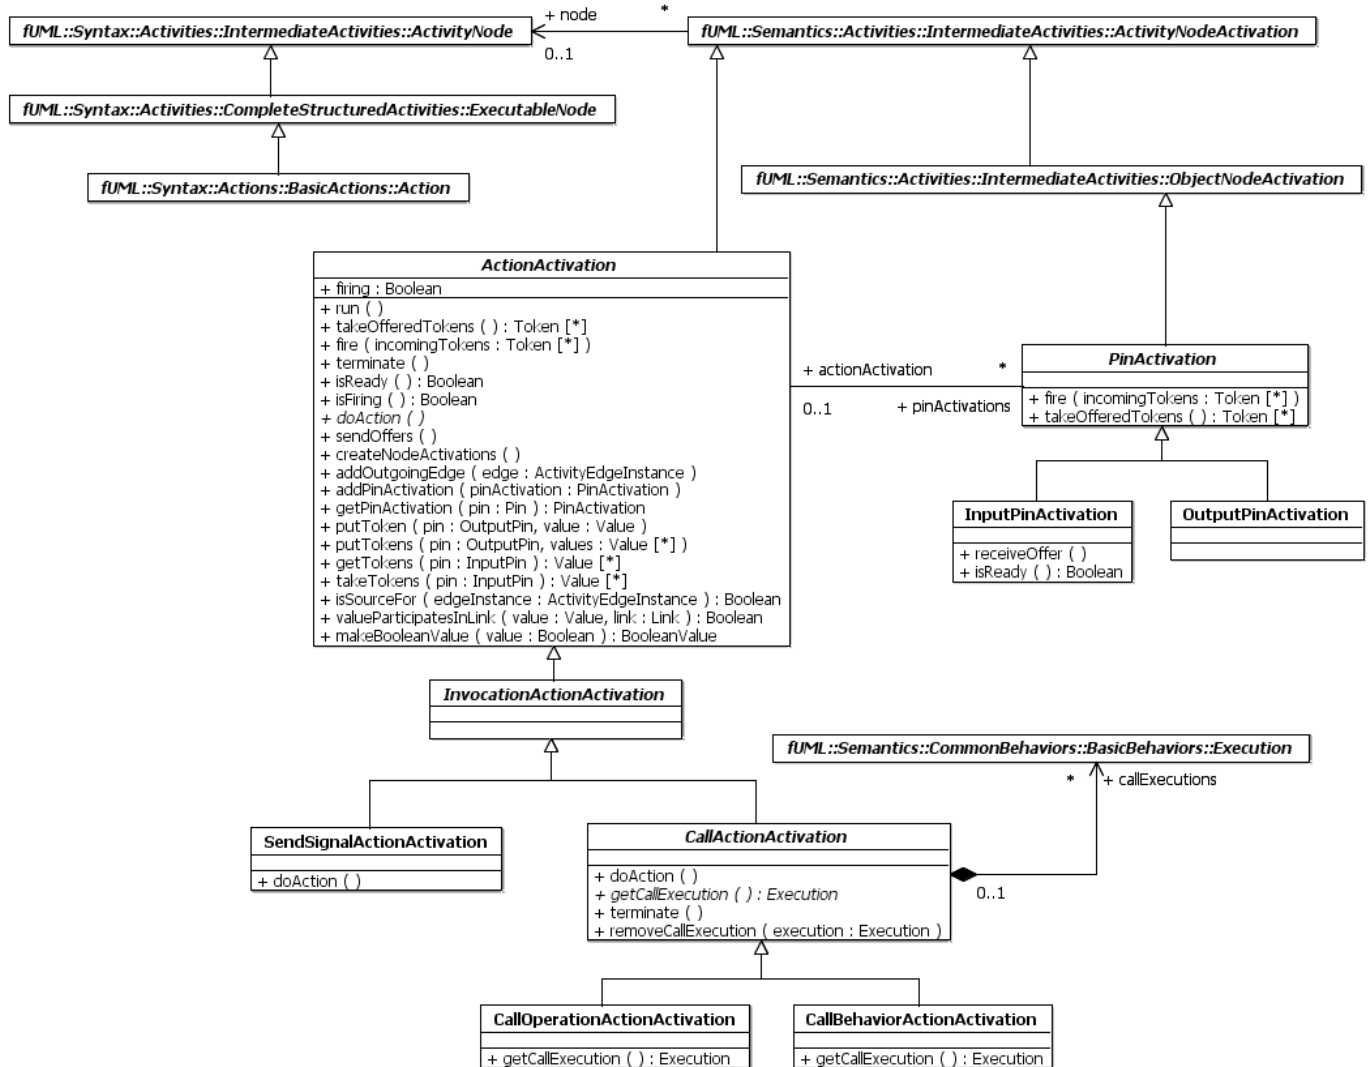 + node
*
fUML::Syntax::Activities::IntermediateActivities::ActivityNode
fUML::Semantics::Activities::IntermediateActivities::ActivityNodeActivation
0..1
fUML::Syntax::Activities::CompleteStructuredActivities::ExecutableNode
fUML::Syntax::Actions::BasicActions::Action
fUML::Semantics::Activities::IntermediateActivities::ObjectNodeActivation
ActionActivation
+ firing : Boolean
+ run ( )
+ takeOfferedTokens ( ) : Token [*]
+ fire ( incomingTokens : Token [*] )
+ terminate ( )
+ isReady ( ) : Boolean
+ isFiring ( ) : Boolean
+ doAction ( )
+ sendOffers ( )
+ createNodeActivations ( )
+ addOutgoingEdge ( edge : ActivityEdgeInstance )
+ addPinActivation ( pinActivation : PinActivation )
+ getPinActivation ( pin : Pin ) : PinActivation
+ putToken ( pin : OutputPin, value : Value )
+ putTokens ( pin : OutputPin, values : Value [*] )
+ getTokens ( pin : InputPin ) : Value [*]
+ takeTokens ( pin : InputPin ) : Value [*]
+ isSourceFor ( edgeInstance : ActivityEdgeInstance ) : Boolean
+ valueParticipatesInLink ( value : Value, link : Link ) : Boolean
+ makeBooleanValue ( value : Boolean ) : BooleanValue
+ actionActivation
*
0..1
+ pinActivations
PinActivation
+ fire ( incomingTokens : Token [*] )
+ takeOfferedTokens ( ) : Token [*]
InputPinActivation
+ receiveOffer ( )
+ isReady ( ) : Boolean
OutputPinActivation
InvocationActionActivation
fUML::Semantics::CommonBehaviors::BasicBehaviors::Execution
*
+ callExecutions
SendSignalActionActivation
+ doAction ( )
CallActionActivation
+ doAction ( )
+ getCallExecution ( ) : Execution
+ terminate ( )
+ removeCallExecution ( execution : Execution )
0..1
CallOperationActionActivation
+ getCallExecution ( ) : Execution
CallBehaviorActionActivation
+ getCallExecution ( ) : Execution